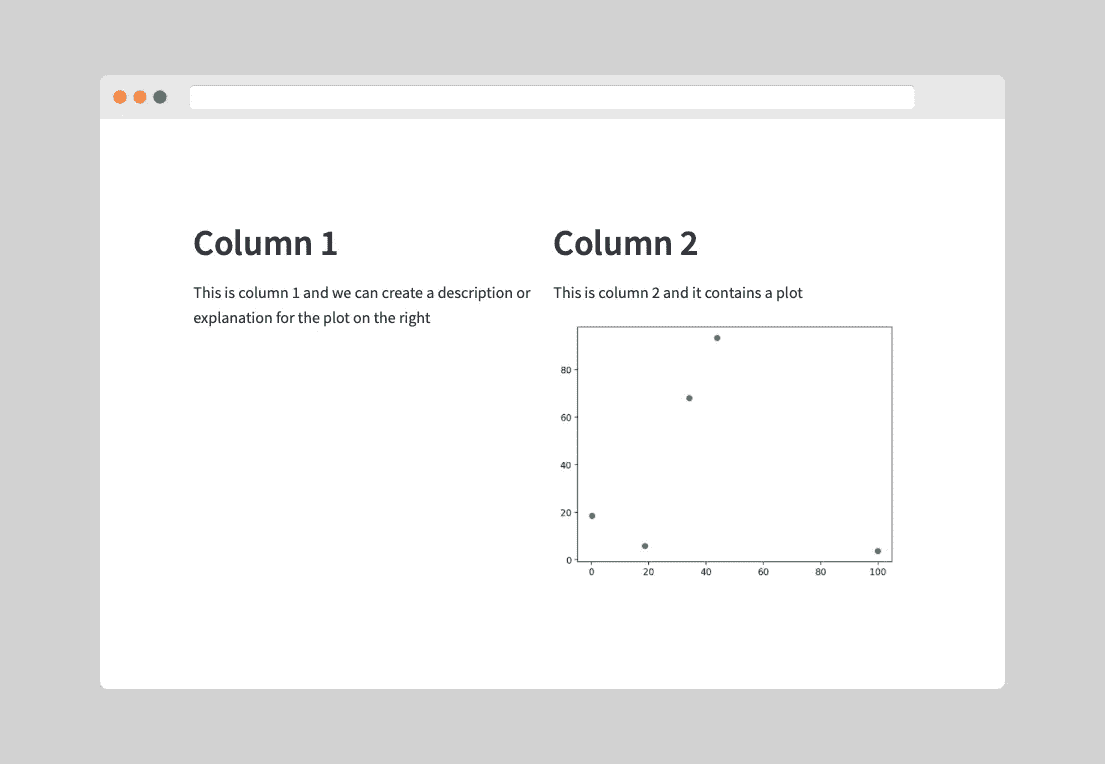 Column 1
This is column 1 and we can create a description or
explanation for the plot on the right
Column 2
This is column 2 and it contains a plot
80
60
40
20
0
0 20 40 60 80 100